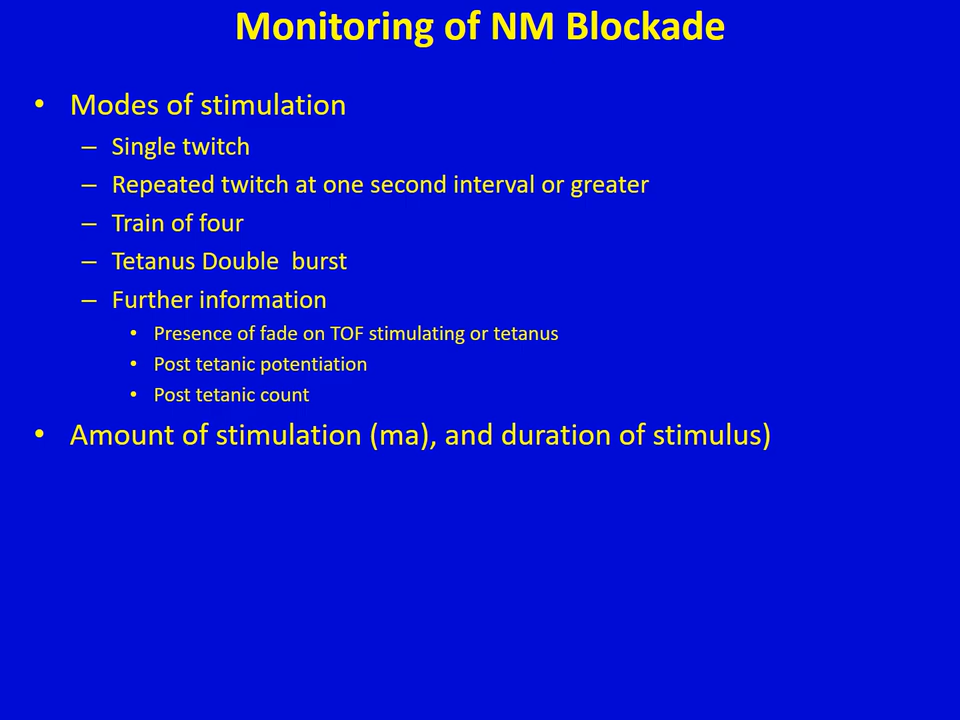 Monitoring of NM Blockade
• Modes of stimulation
– Single twitch
– Repeated twitch at one second interval or greater
– Train of four
– Tetanus Double  burst
– Further information
• Presence of fade on TOF stimulating or tetanus
• Post tetanic potentiation
• Post tetanic count
• Amount of stimulation (ma), and duration of stimulus)